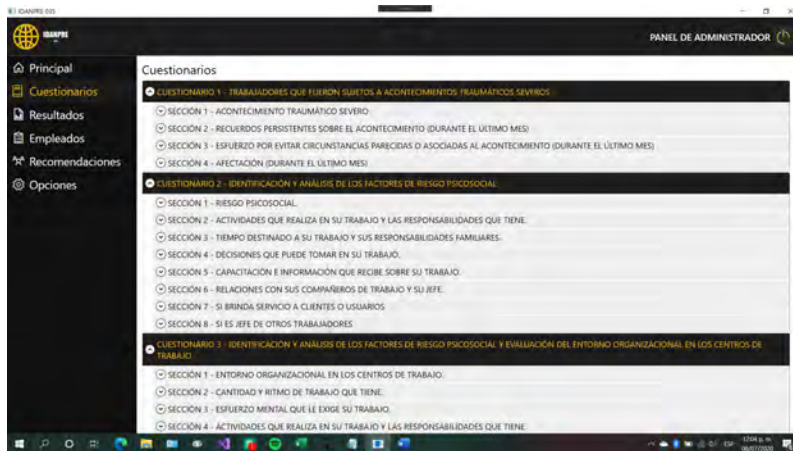 IDANPRE 035
IDANPRE
PANEL DE ADMINISTRADOR
Principal
Cuestionarios
Resultados
Empleados
Recomendaciones
Opciones
Cuestionarios
CUESTIONARIO 1 - TRABAJADORES QUE FUERON SUJETOS A ACONTECIMIENTOS TRAUMÁTICOS SEVEROS
SECCIÓN 1 - ACONTECIMIENTO TRAUMÁTICO SEVERO
SECCIÓN 2 - RECUERDOS PERSISTENTES SOBRE EL ACONTECIMIENTO (DURANTE EL ÚLTIMO MES)
SECCIÓN 3 - ESFUERZO POR EVITAR CIRCUNSTANCIAS PARECIDAS O ASOCIADAS AL ACONTECIMIENTO (DURANTE EL ÚLTIMO MES)
SECCIÓN 4 - AFECTACIÓN (DURANTE EL ÚLTIMO MES)
CUESTIONARIO 2 - IDENTIFICACIÓN Y ANÁLISIS DE LOS FACTORES DE RIESGO PSICOSOCIAL
SECCIÓN 1 - RIESGO PSICOSOCIAL.
SECCIÓN 2 - ACTIVIDADES QUE REALIZA EN SU TRABAJO Y LAS RESPONSABILIDADES QUE TIENE.
SECCIÓN 3 - TIEMPO DESTINADO A SU TRABAJO Y SUS RESPONSABILIDADES FAMILIARES.
SECCIÓN 4 - DECISIONES QUE PUEDE TOMAR EN SU TRABAJO.
SECCIÓN 5 - CAPACITACIÓN E INFORMACIÓN QUE RECIBE SOBRE SU TRABAJO.
SECCIÓN 6 - RELACIONES CON SUS COMPAÑEROS DE TRABAJO Y SU JEFE.
SECCIÓN 7 - SI BRINDA SERVICIO A CLIENTES O USUARIOS
SECCIÓN 8 - SI ES JEFE DE OTROS TRABAJADORES
CUESTIONARIO 3 - IDENTIFICACIÓN Y ANÁLISIS DE LOS FACTORES DE RIESGO PSICOSOCIAL Y EVALUACIÓN DEL ENTORNO ORGANIZACIONAL EN LOS CENTROS DE
TRABAJO
SECCIÓN 1 - ENTORNO ORGANIZACIONAL EN LOS CENTROS DE TRABAJO.
SECCIÓN 2 - CANTIDAD Y RITMO DE TRABAJO QUE TIENE.
SECCIÓN 3 - ESFUERZO MENTAL QUE LE EXIGE SU TRABAJO.
SECCIÓN 4 - ACTIVIDADES QUE REALIZA EN SU TRABAJO Y LAS RESPONSABILIDADES QUE TIENE.
ESP
12:04 p. m.
06/07/2020